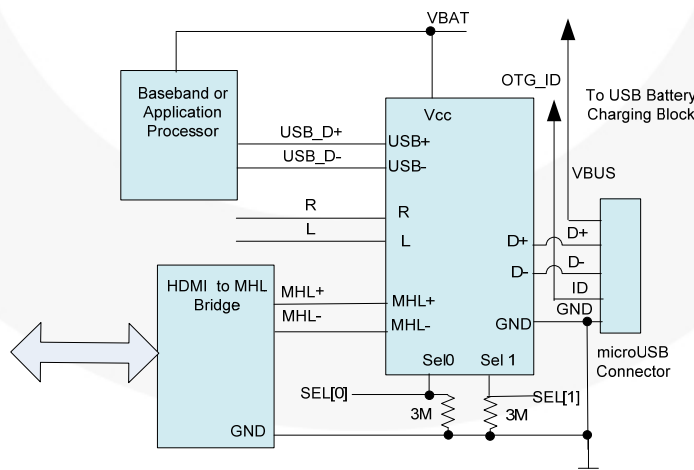 VBAT
OTG_ID
Baseband or
Application
Processor
To USB Battery
Charging Block
Vcc
USB_D+
USB+
USB_D-
USB-
VBUS
R
R
L
L
D+
D+
D-
D-
HDMI to MHL
Bridge
MHL+
MHL+
MHL-
MHL-
ID
GND
GND
microUSB
Connector
Sel0
Sel 1
SEL[0]
SEL[1]
3M
3M
GND